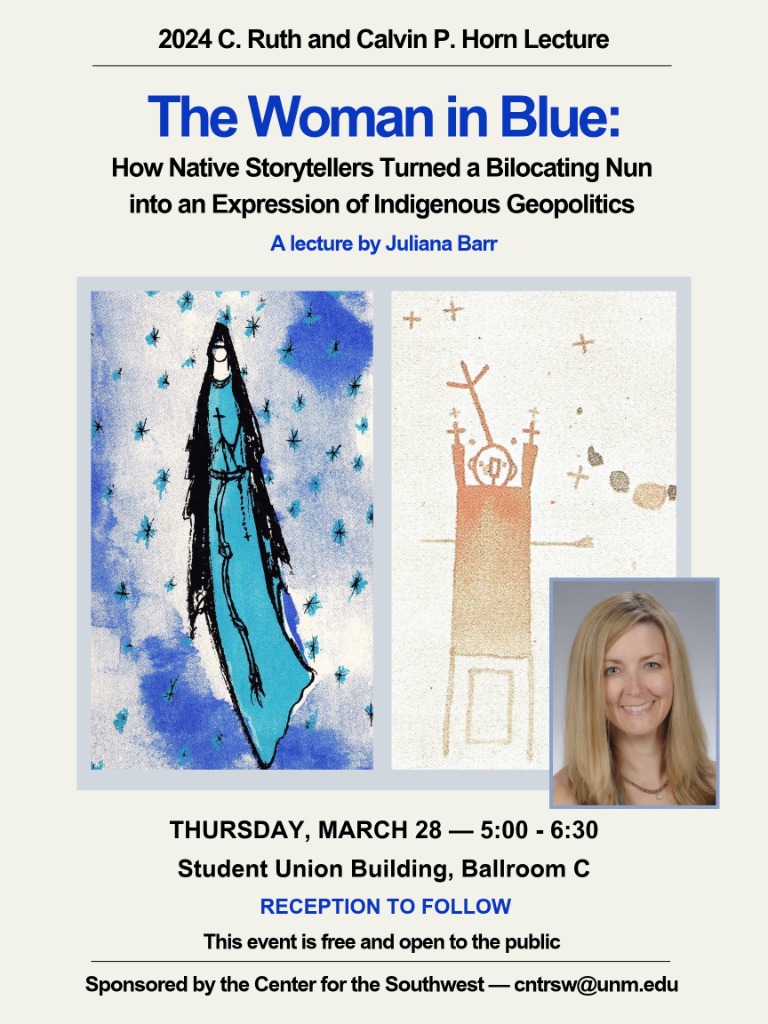 2024 C. Ruth and Calvin P. Horn Lecture
The Woman in Blue:
How Native Storytellers Turned a Bilocating Nun
into an Expression of Indigenous Geopolitics
A lecture by Juliana Barr
THURSDAY, MARCH 28 — 5:00 - 6:30
Student Union Building, Ballroom C
RECEPTION TO FOLLOW
This event is free and open to the public
Sponsored by the Center for the Southwest — cntrsw@unm.edu